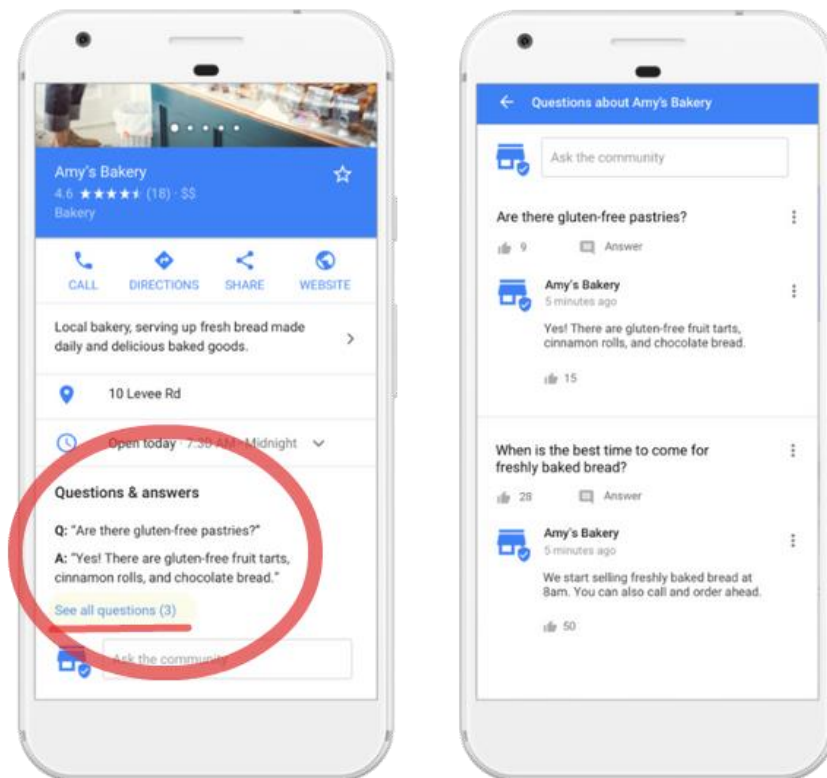 Amy's Bakery
4.6 ★★★★★ (18) · $$
Bakery
CALL DIRECTIONS SHARE WEBSITE
Local bakery, serving up fresh bread made
daily and delicious baked goods.
10 Levee Rd
Open today · 7:30 AM - Midnight
Questions & answers
Q: "Are there gluten-free pastries?"
A: "Yes! There are gluten-free fruit tarts,
cinnamon rolls, and chocolate bread."
See all questions (3)
Ask the community
Questions about Amy's Bakery
Ask the community
Are there gluten-free pastries?
9 Answer
Amy's Bakery
5 minutes ago
Yes! There are gluten-free fruit tarts,
cinnamon rolls, and chocolate bread.
15
When is the best time to come for
freshly baked bread?
28 Answer
Amy's Bakery
5 minutes ago
We start selling freshly baked bread at
8am. You can also call and order ahead.
50